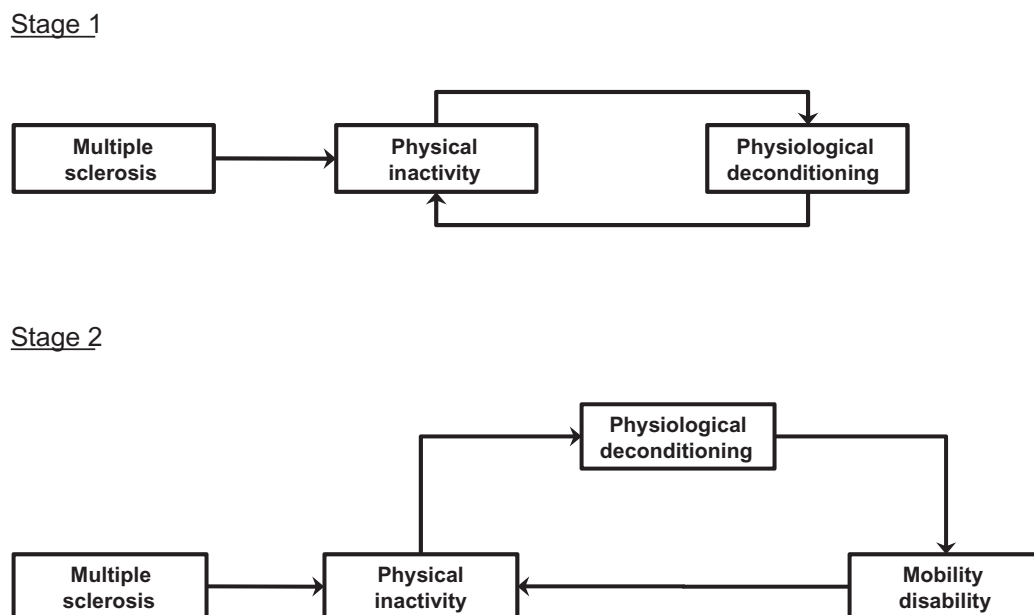 Stage 1
Multiple
sclerosis
Physical
inactivity
Physiological
deconditioning
Stage 2
Physiological
deconditioning
Multiple
sclerosis
Physical
inactivity
Mobility
disability